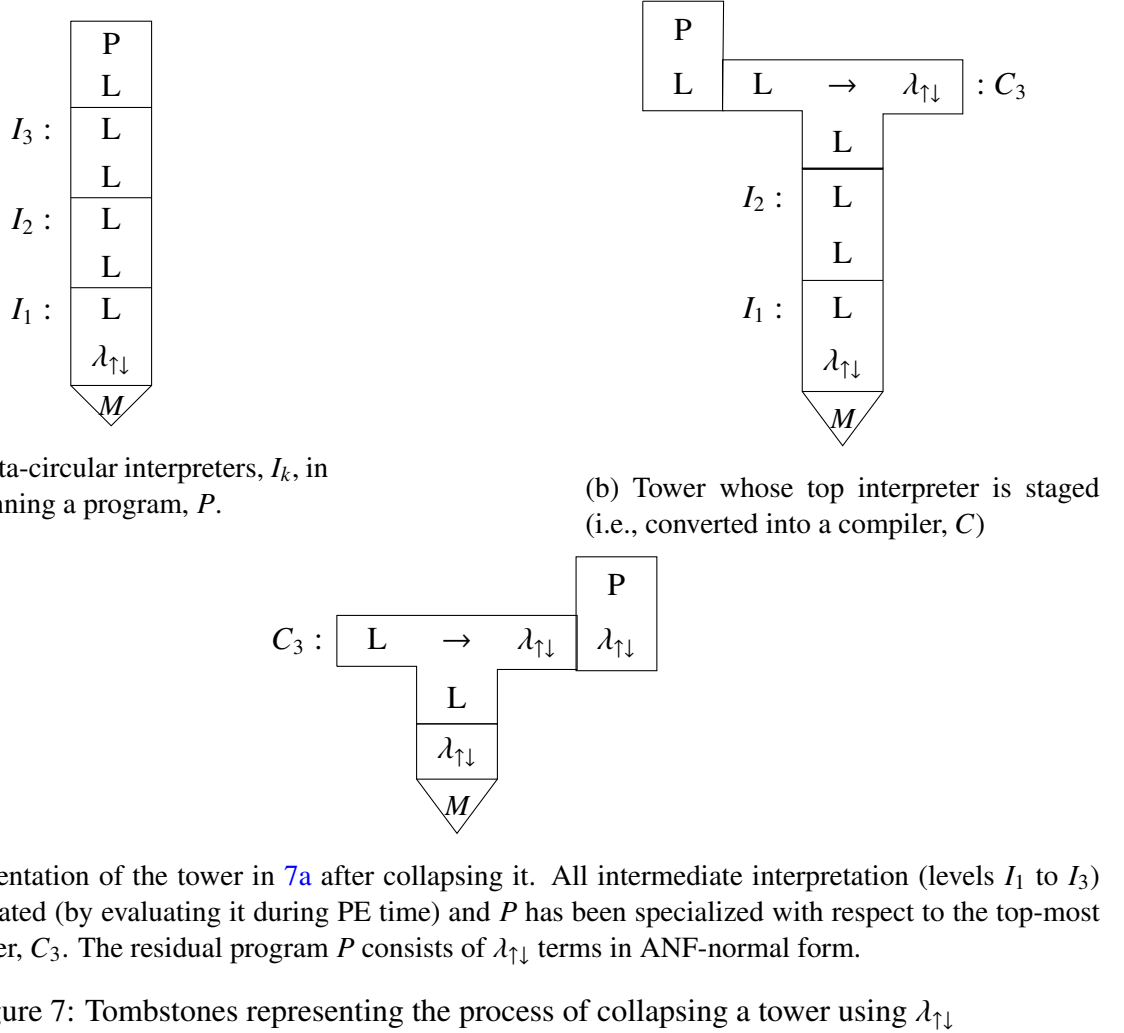 P
L
I₃ : L
L
I₂ : L
L
I₁ : L
λ↑↓
M
ta-circular interpreters, Iₖ, in
ning a program, P.
P
L L → λ↑↓ : C₃
L
I₂ : L
L
I₁ : L
λ↑↓
M
(b) Tower whose top interpreter is staged
(i.e., converted into a compiler, C)
P
C₃ : L → λ↑↓ λ↑↓
L
λ↑↓
M
entation of the tower in 7a after collapsing it. All intermediate interpretation (levels I₁ to I₃)
ated (by evaluating it during PE time) and P has been specialized with respect to the top-most
er, C₃. The residual program P consists of λ↑↓ terms in ANF-normal form.
gure 7: Tombstones representing the process of collapsing a tower using λ↑↓